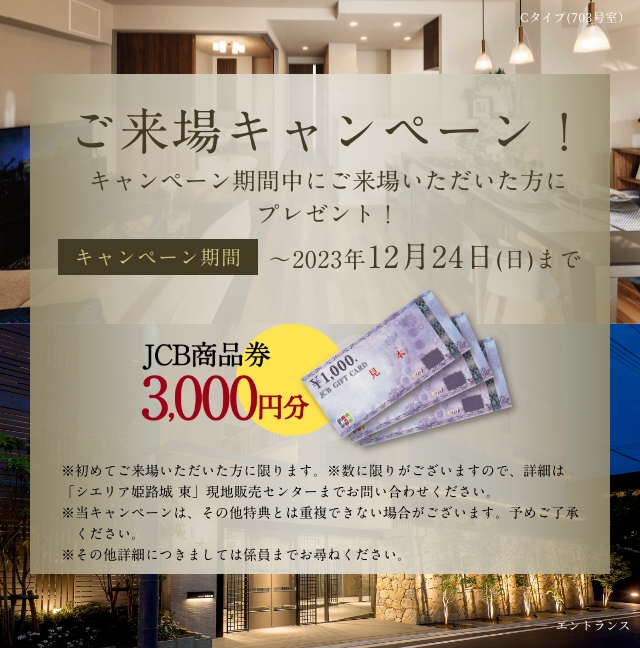 Cタイプ(703号室)
ご来場キャンペーン！
キャンペーン期間中にご来場いただいた方に
プレゼント！
キャンペーン期間 ～2023年12月24日(日)まで
JCB商品券
3,000円分
¥1,000.
JCB GIFT CARD
見本
JCB
※初めてご来場いただいた方に限ります。※数に限りがございますので、詳細は
「シエリア姫路城 東」現地販売センターまでお問い合わせください。
※当キャンペーンは、その他特典とは重複できない場合がございます。予めご了承
ください。
※その他詳細につきましては係員までお尋ねください。
エントランス